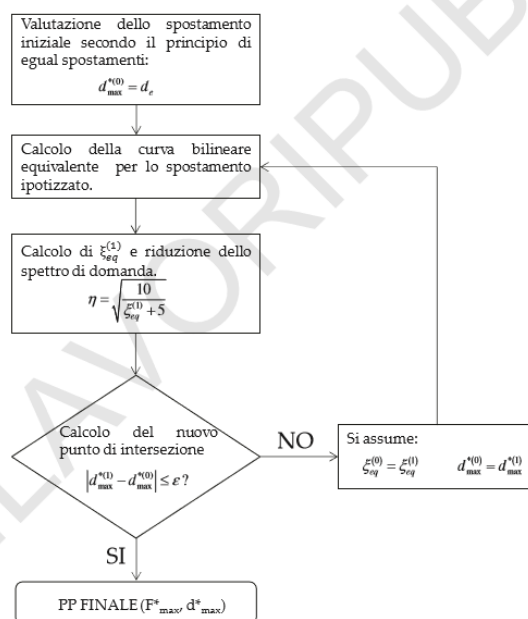 Valutazione dello spostamento
iniziale secondo il principio di
egual spostamenti:
d*(0)max = de
Calcolo della curva bilineare
equivalente per lo spostamento
ipotizzato.
Calcolo di ξ(1)eq e riduzione dello
spettro di domanda.
η = √(10 / (ξ(1)eq + 5))
Calcolo del nuovo
punto di intersezione
|d*(1)max − d*(0)max| ≤ ε?
NO
Si assume:
ξ(0)eq = ξ(1)eq d*(0)max = d*(1)max
SI
PP FINALE (F*max, d*max)
LAVORIPUB